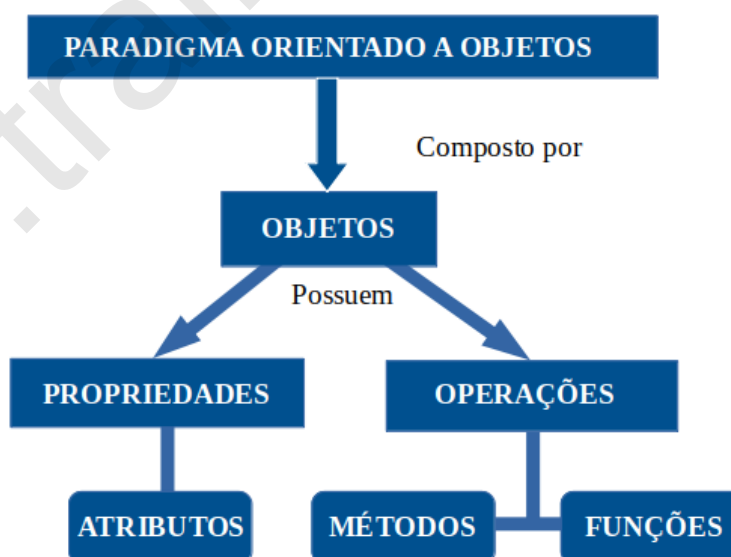 PARADIGMA ORIENTADO A OBJETOS
Composto por
OBJETOS
Possuem
PROPRIEDADES
OPERAÇÕES
ATRIBUTOS
MÉTODOS
FUNÇÕES